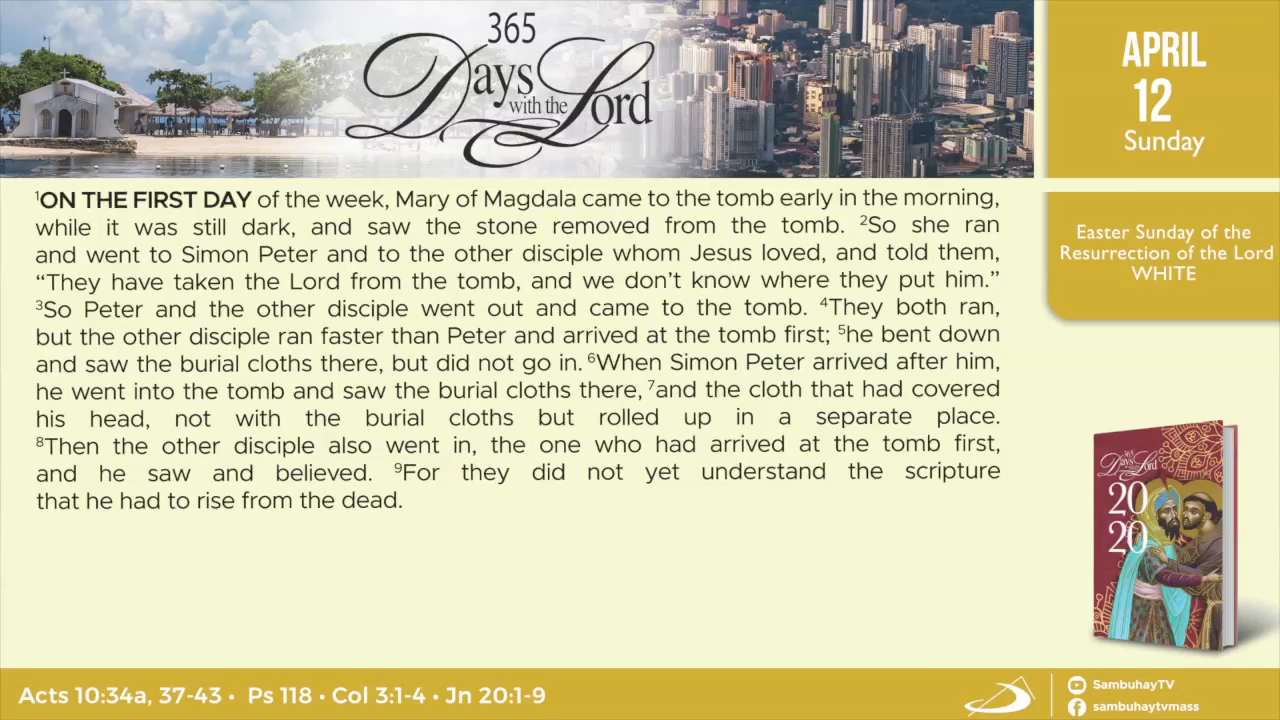 365
Days with the Lord
APRIL
12
Sunday
Easter Sunday of the
Resurrection of the Lord
WHITE
¹ON THE FIRST DAY of the week, Mary of Magdala came to the tomb early in the morning,
while it was still dark, and saw the stone removed from the tomb. ²So she ran
and went to Simon Peter and to the other disciple whom Jesus loved, and told them,
“They have taken the Lord from the tomb, and we don’t know where they put him.”
³So Peter and the other disciple went out and came to the tomb. ⁴They both ran,
but the other disciple ran faster than Peter and arrived at the tomb first; ⁵he bent down
and saw the burial cloths there, but did not go in. ⁶When Simon Peter arrived after him,
he went into the tomb and saw the burial cloths there, ⁷and the cloth that had covered
his head, not with the burial cloths but rolled up in a separate place.
⁸Then the other disciple also went in, the one who had arrived at the tomb first,
and he saw and believed. ⁹For they did not yet understand the scripture
that he had to rise from the dead.
365
Days with the Lord
20
20
Acts 10:34a, 37-43 • Ps 118 • Col 3:1-4 • Jn 20:1-9
SambuhayTV
sambuhaytvmass